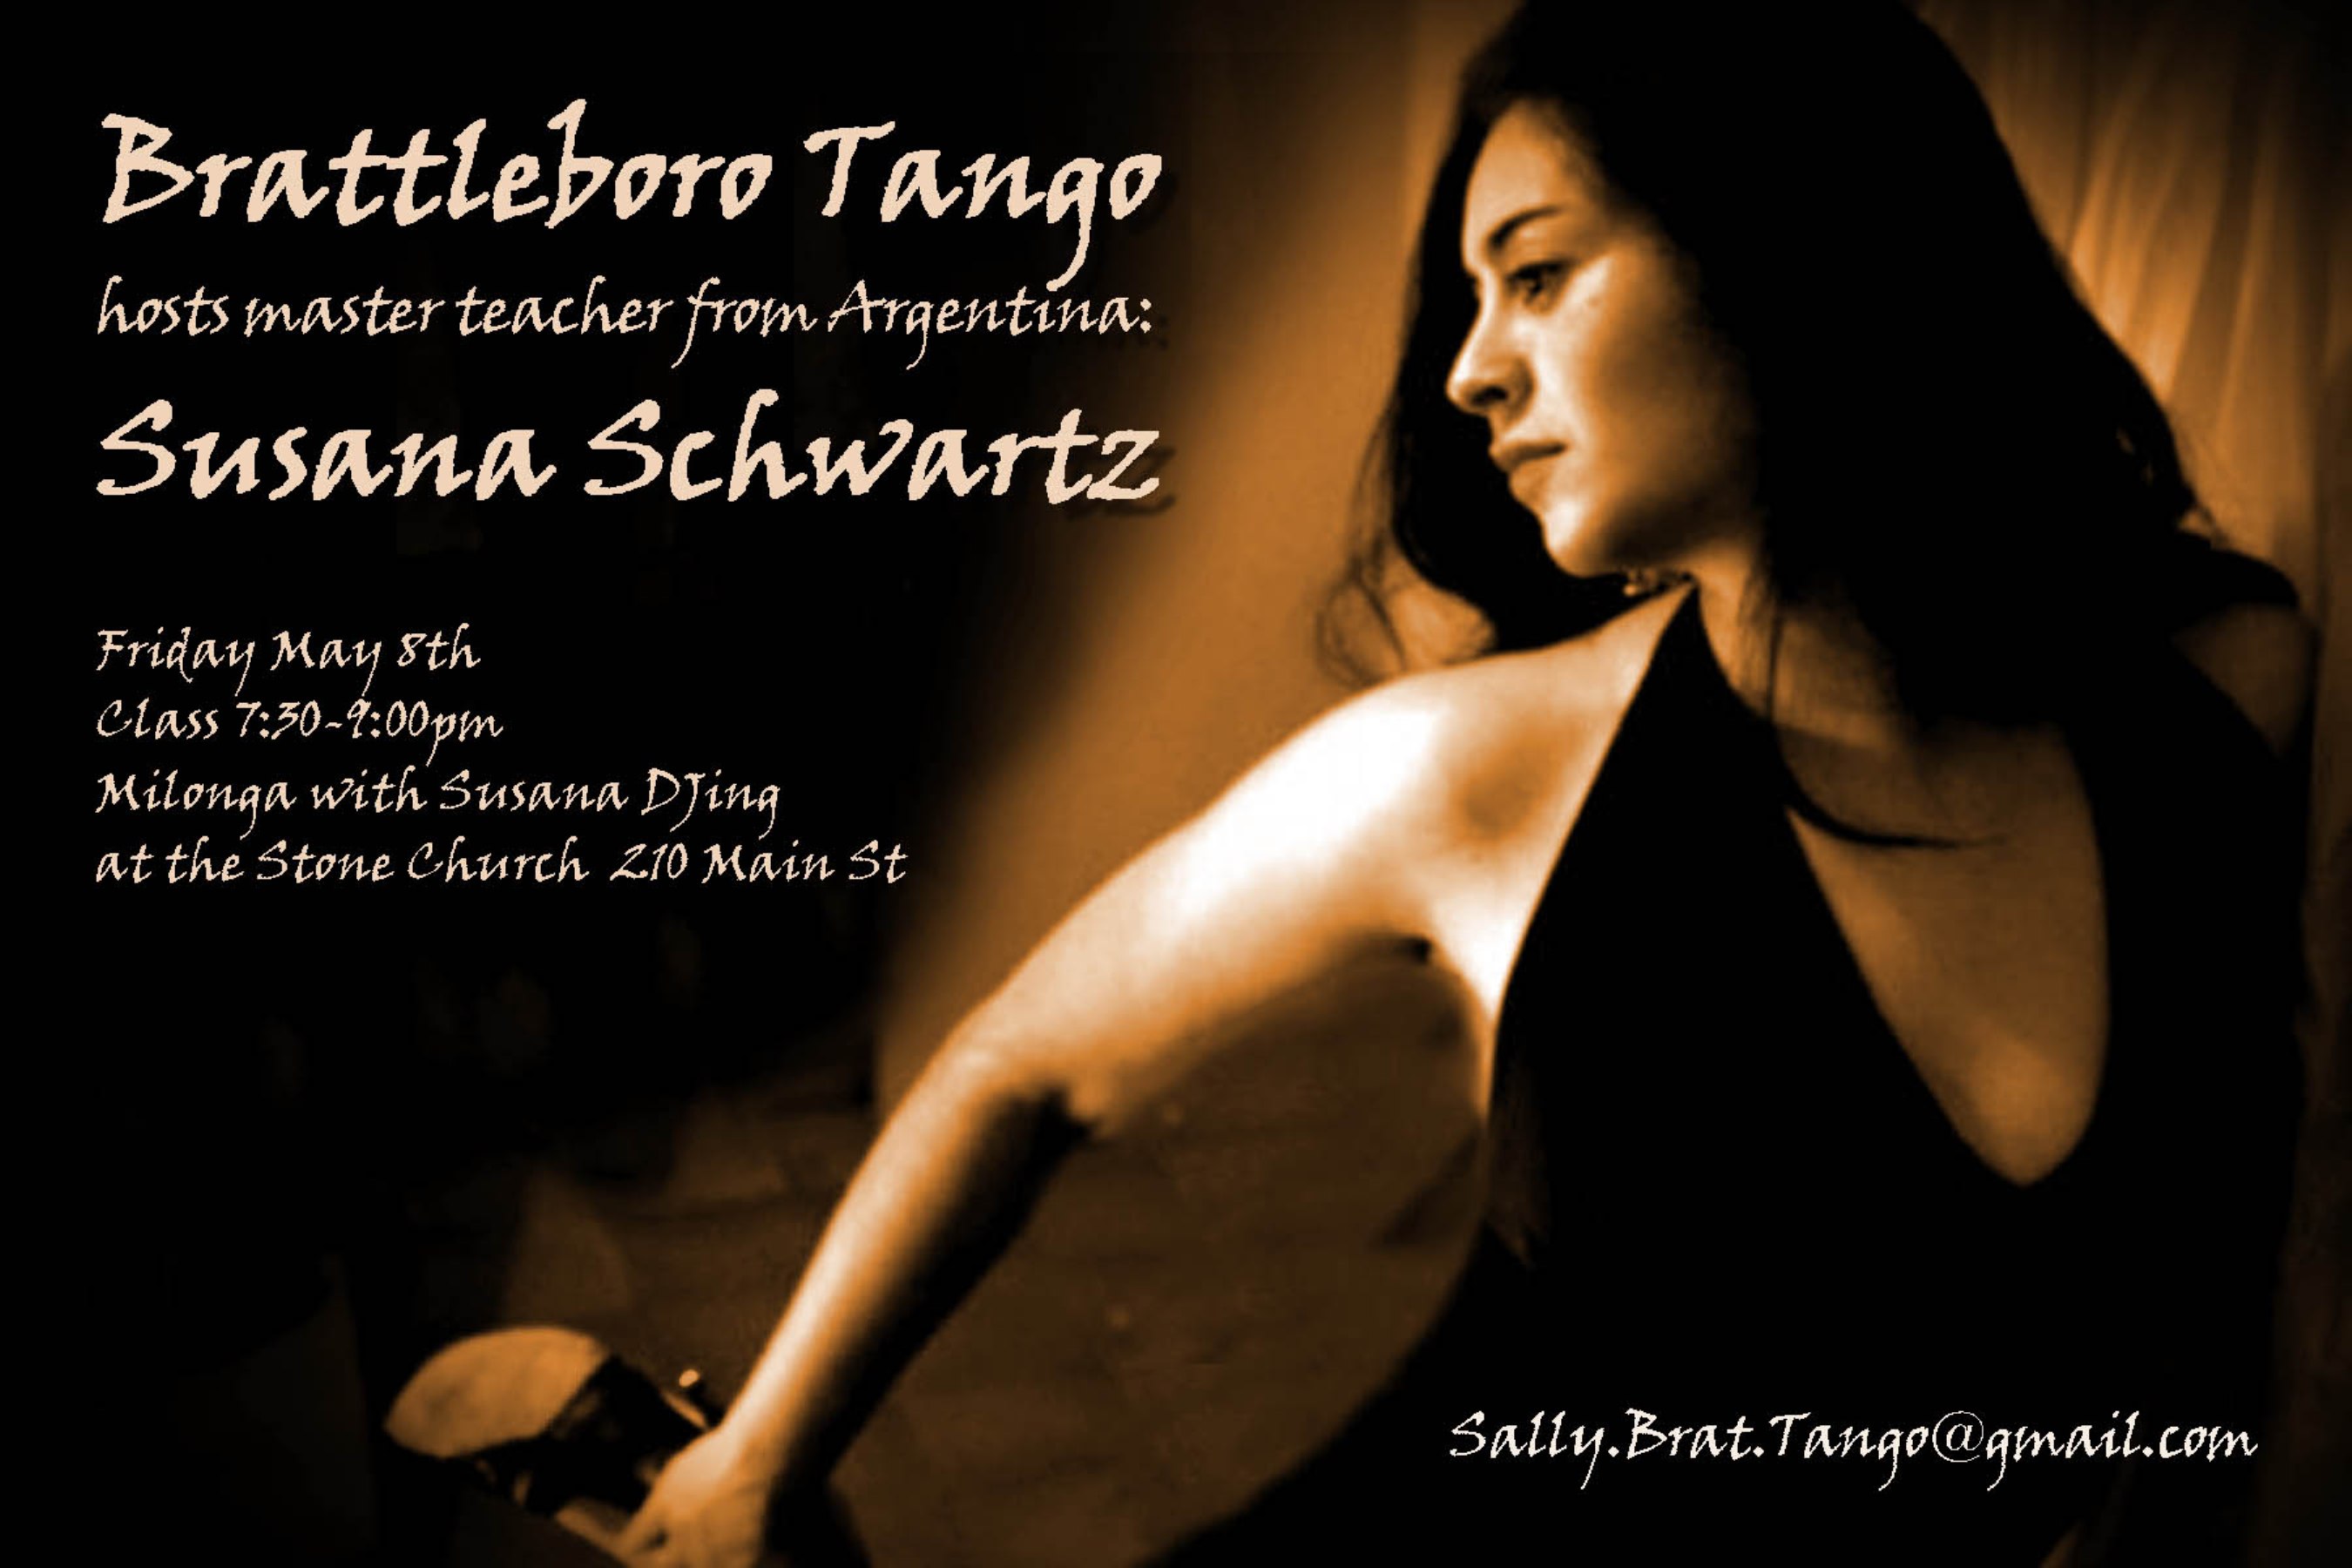 Brattleboro Tango
hosts master teacher from Argentina:
Susana Schwartz
Friday May 8th
Class 7:30-9:00pm
Milonga with Susana DJing
at the Stone Church 210 Main St
Sally.Brat.Tango@gmail.com